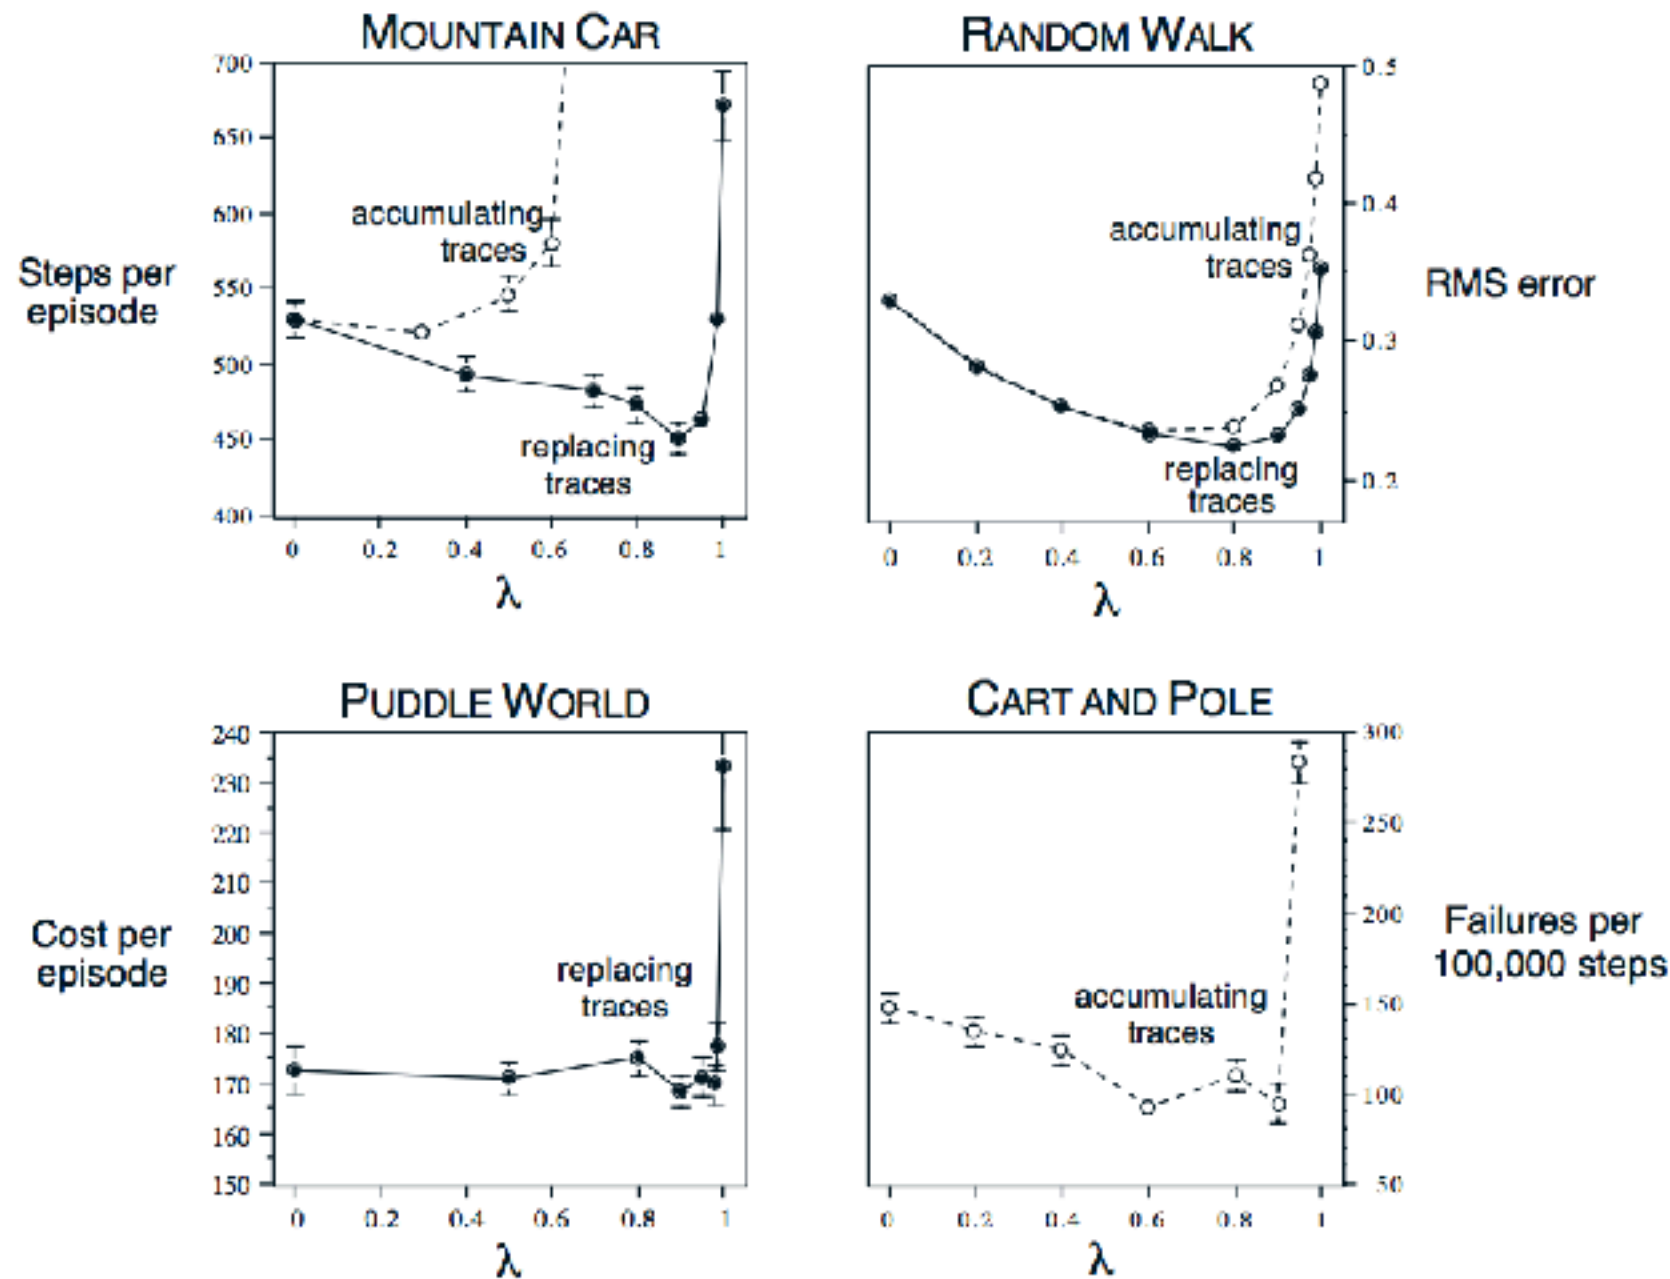 MOUNTAIN CAR
700
650
600
550
500
450
400
Steps per
episode
accumulating
traces
replacing
traces
0 0.2 0.4 0.6 0.8 1
λ
RANDOM WALK
0.5
0.4
0.3
0.2
RMS error
accumulating
traces
replacing
traces
0 0.2 0.4 0.6 0.8 1
λ
PUDDLE WORLD
240
230
220
210
200
190
180
170
160
150
Cost per
episode
replacing
traces
0 0.2 0.4 0.6 0.8 1
λ
CART AND POLE
300
250
200
150
100
50
Failures per
100,000 steps
accumulating
traces
0 0.2 0.4 0.6 0.8 1
λ